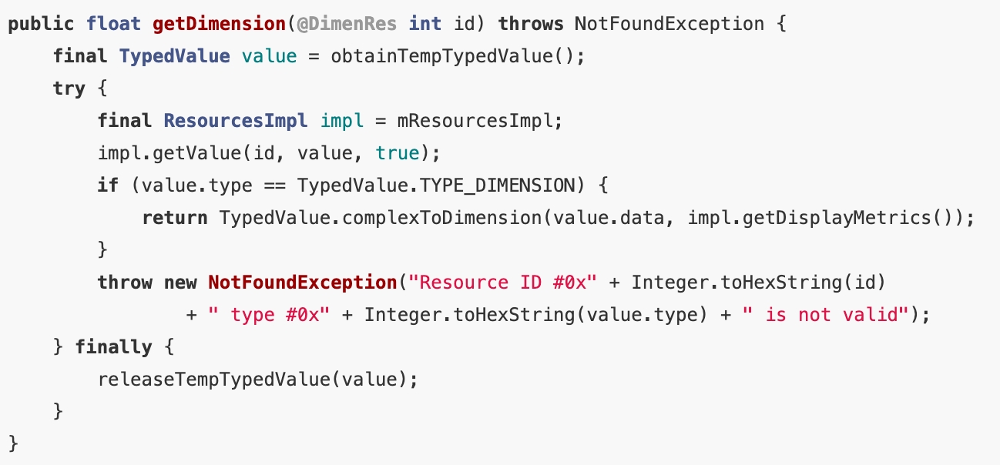 public float getDimension(@DimenRes int id) throws NotFoundException {
    final TypedValue value = obtainTempTypedValue();
    try {
        final ResourcesImpl impl = mResourcesImpl;
        impl.getValue(id, value, true);
        if (value.type == TypedValue.TYPE_DIMENSION) {
            return TypedValue.complexToDimension(value.data, impl.getDisplayMetrics());
        }
        throw new NotFoundException("Resource ID #0x" + Integer.toHexString(id)
                + " type #0x" + Integer.toHexString(value.type) + " is not valid");
    } finally {
        releaseTempTypedValue(value);
    }
}